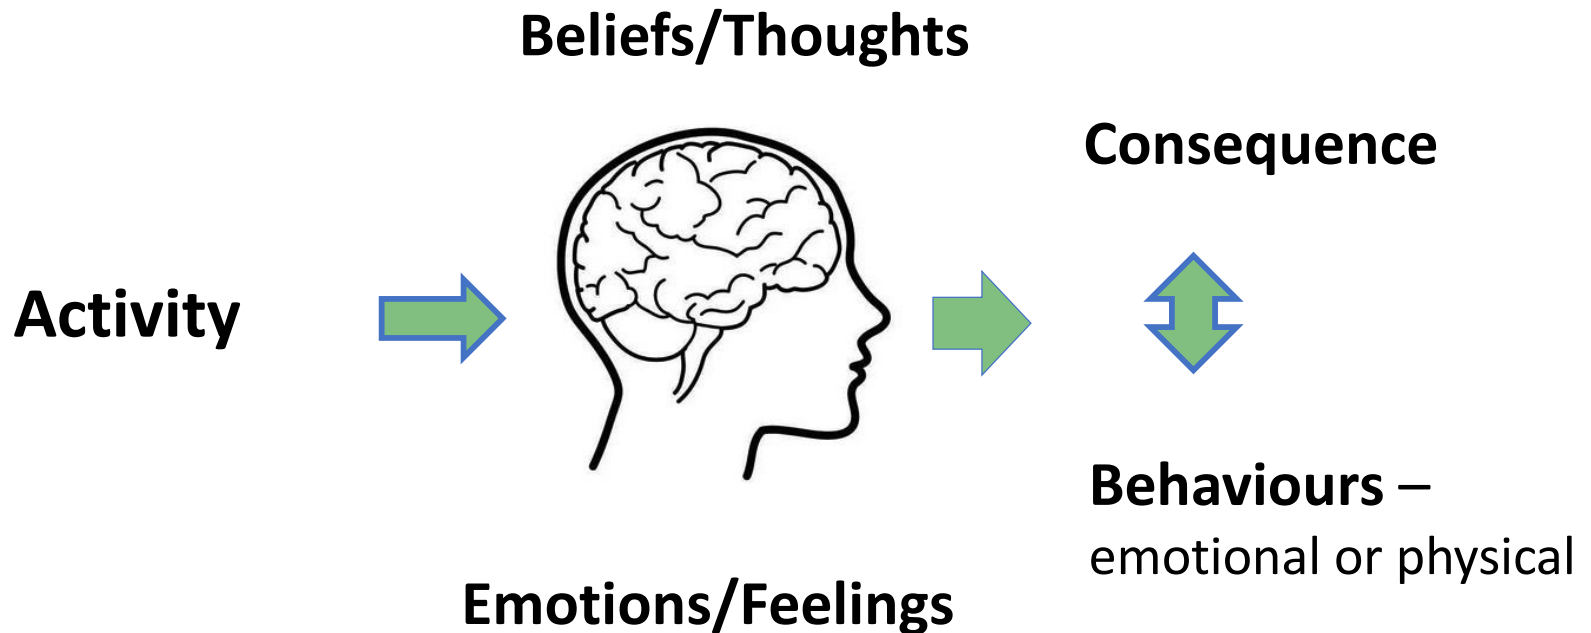 Beliefs/Thoughts
Consequence
Activity
Behaviours –
emotional or physical
Emotions/Feelings